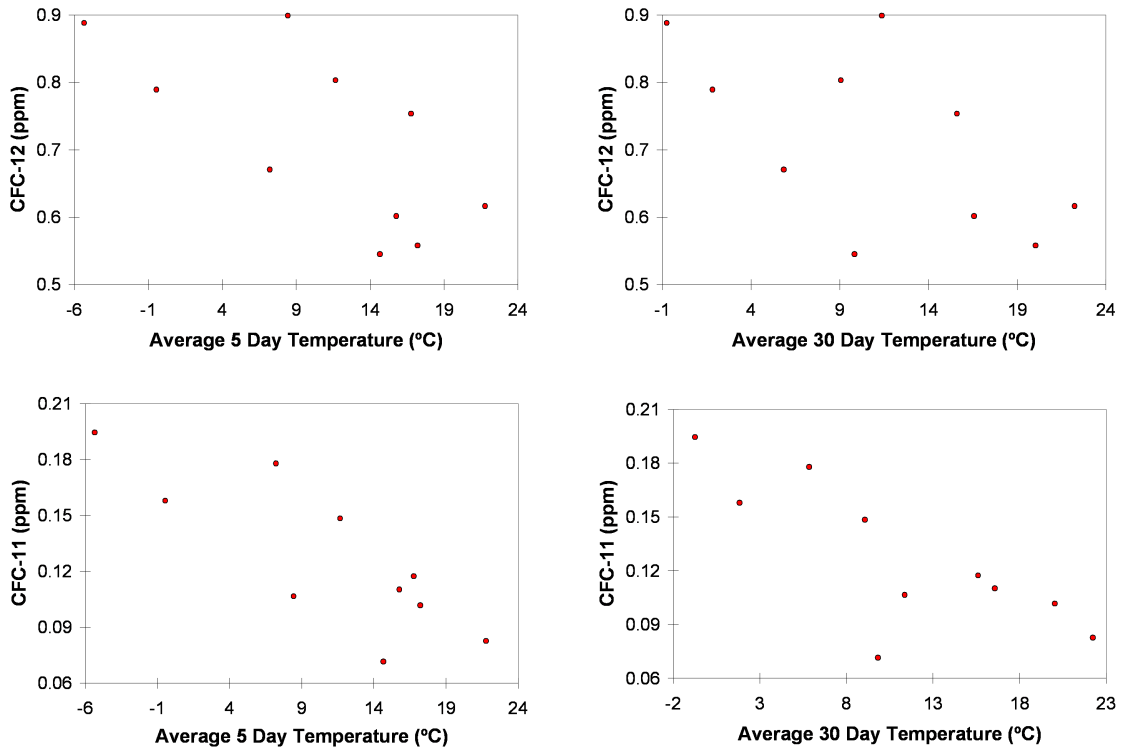 0.9
0.8
0.7
0.6
0.5
CFC-12 (ppm)
-6 -1 4 9 14 19 24
Average 5 Day Temperature (ºC)
0.9
0.8
0.7
0.6
0.5
CFC-12 (ppm)
-1 4 9 14 19 24
Average 30 Day Temperature (ºC)
0.21
0.18
0.15
0.12
0.09
0.06
CFC-11 (ppm)
-6 -1 4 9 14 19 24
Average 5 Day Temperature (ºC)
0.21
0.18
0.15
0.12
0.09
0.06
CFC-11 (ppm)
-2 3 8 13 18 23
Average 30 Day Temperature (ºC)